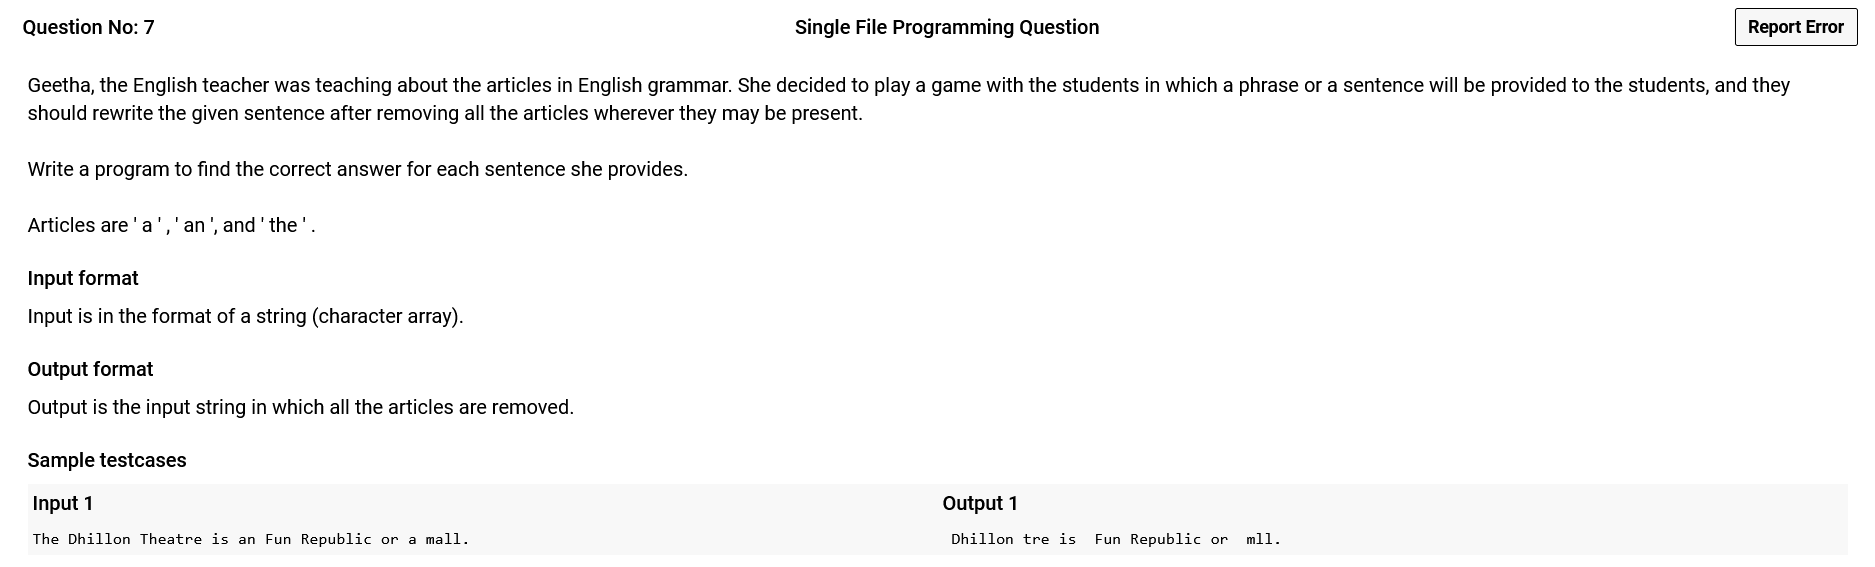 Question No: 7
Single File Programming Question
Report Error
Geetha, the English teacher was teaching about the articles in English grammar. She decided to play a game with the students in which a phrase or a sentence will be provided to the students, and they
should rewrite the given sentence after removing all the articles wherever they may be present.
Write a program to find the correct answer for each sentence she provides.
Articles are ' a ' , ' an ', and ' the ' .
Input format
Input is in the format of a string (character array).
Output format
Output is the input string in which all the articles are removed.
Sample testcases
Input 1
Output 1
The Dhillon Theatre is an Fun Republic or a mall.
 Dhillon tre is  Fun Republic or  mll.